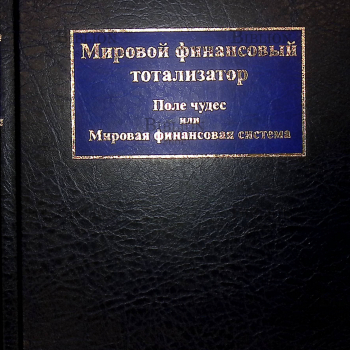 Мировой финансовый
тотализатор
Поле чудес
или
Мировая финансовая система